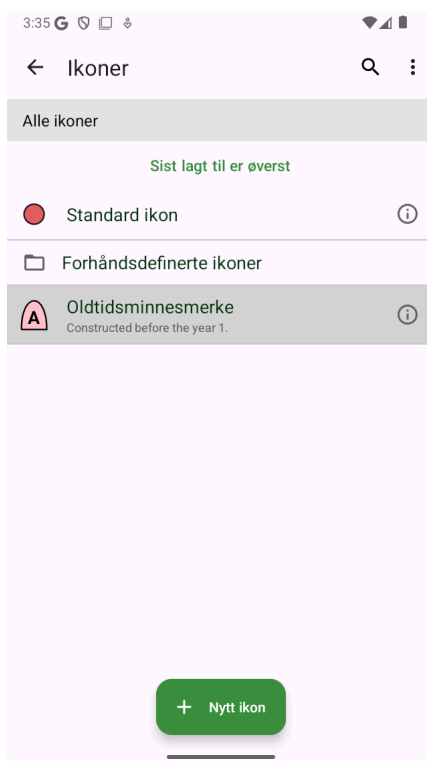 3:35
Ikoner
Alle ikoner
Sist lagt til er øverst
Standard ikon
Forhåndsdefinerte ikoner
A
Oldtidsminnesmerke
Constructed before the year 1.
Nytt ikon